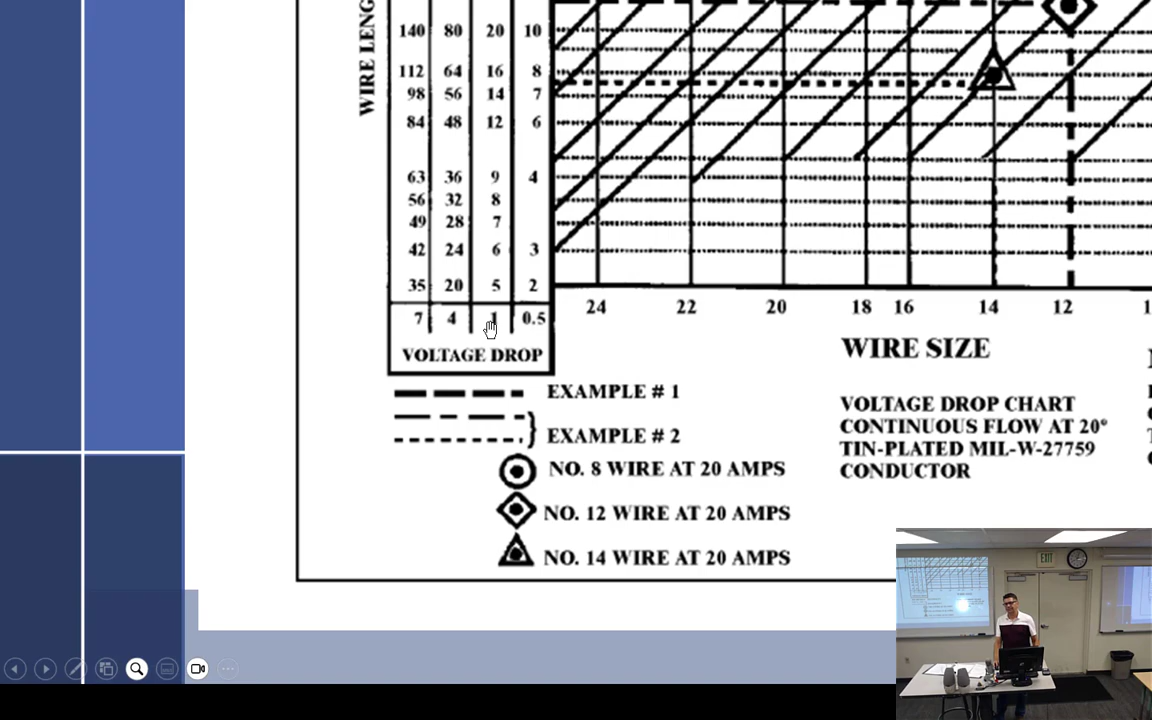 WIRE LENG
140 80 20 10
112 64 16 8
98 56 14 7
84 48 12 6
63 36 9 4
56 32 8
49 28 7
42 24 6 3
35 20 5 2
7 4 1 0.5
VOLTAGE DROP
24 22 20 18 16 14 12
WIRE SIZE
EXAMPLE # 1
EXAMPLE # 2
NO. 8 WIRE AT 20 AMPS
NO. 12 WIRE AT 20 AMPS
NO. 14 WIRE AT 20 AMPS
VOLTAGE DROP CHART
CONTINUOUS FLOW AT 20°
TIN-PLATED MIL-W-27759
CONDUCTOR
EXIT